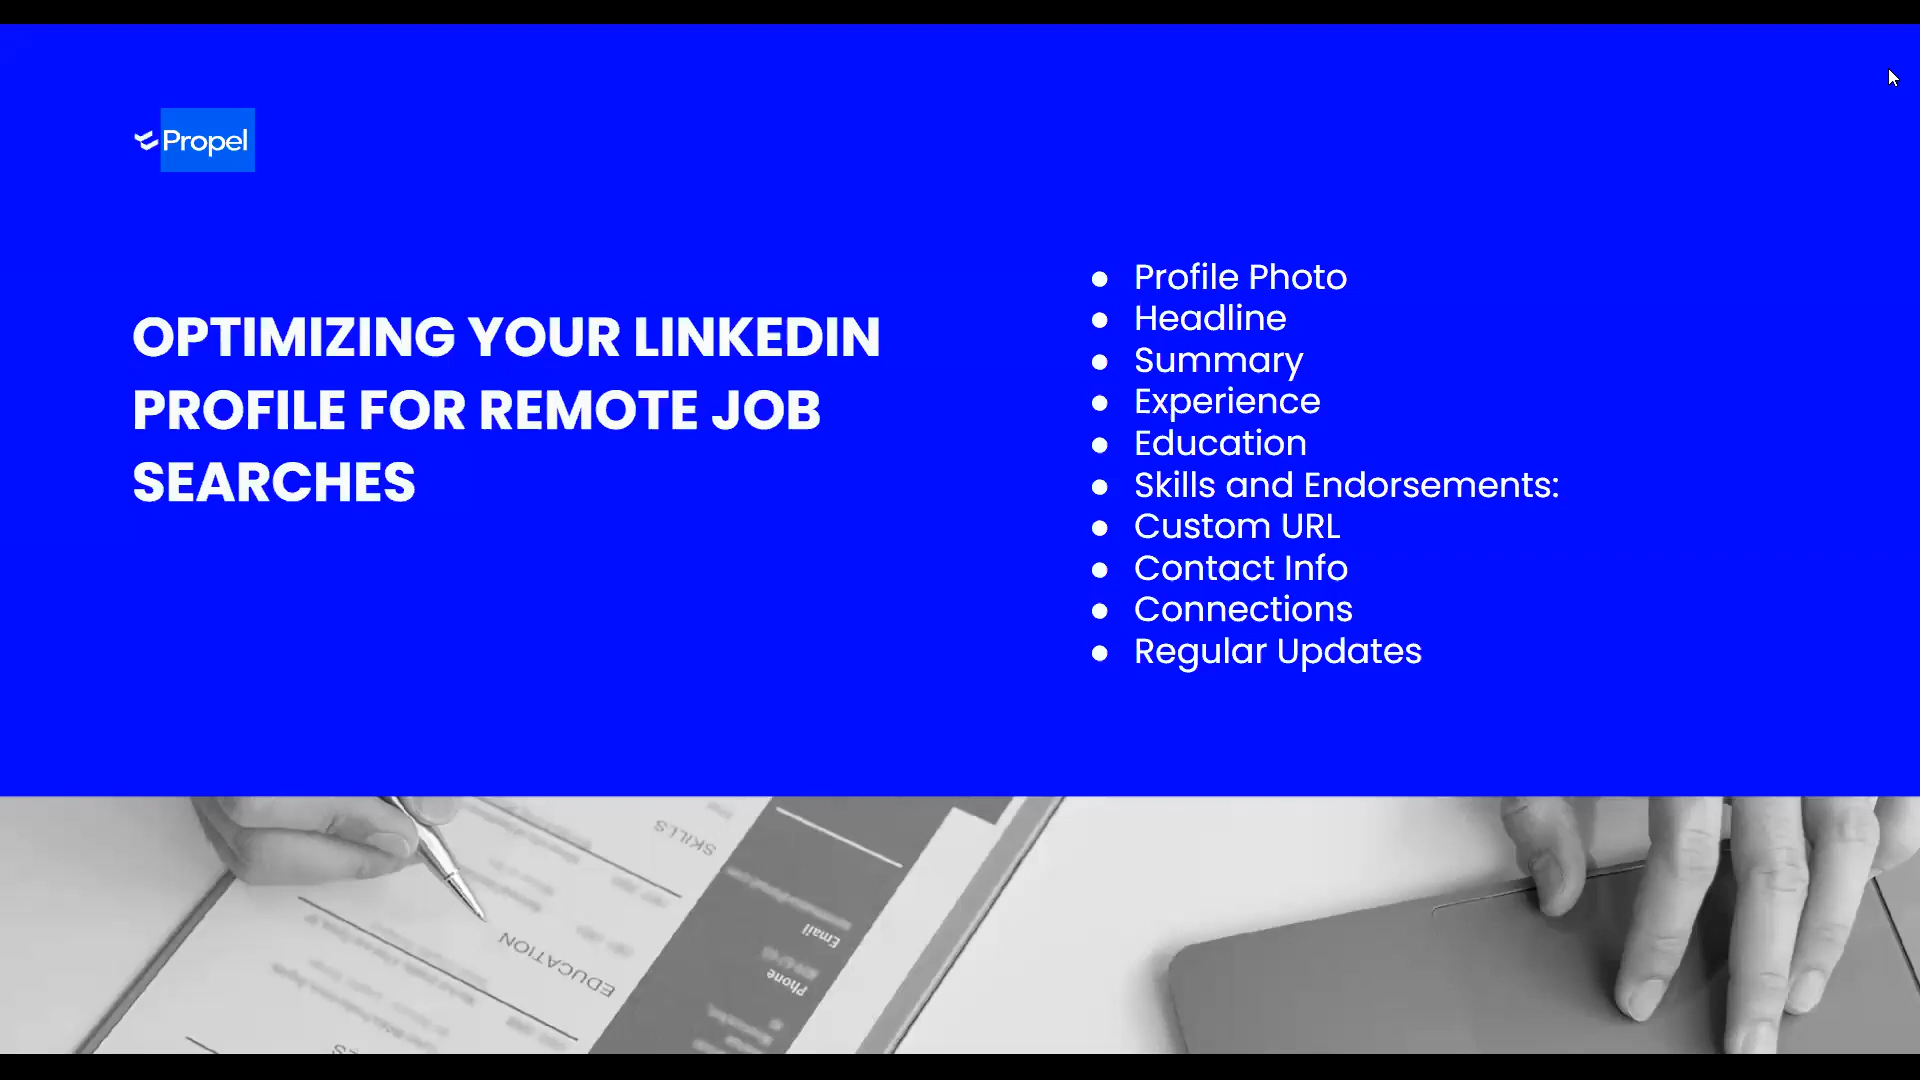 Propel
OPTIMIZING YOUR LINKEDIN
PROFILE FOR REMOTE JOB
SEARCHES
● Profile Photo
● Headline
● Summary
● Experience
● Education
● Skills and Endorsements:
● Custom URL
● Contact Info
● Connections
● Regular Updates
SKILLS
EDUCATION
Email
Phone